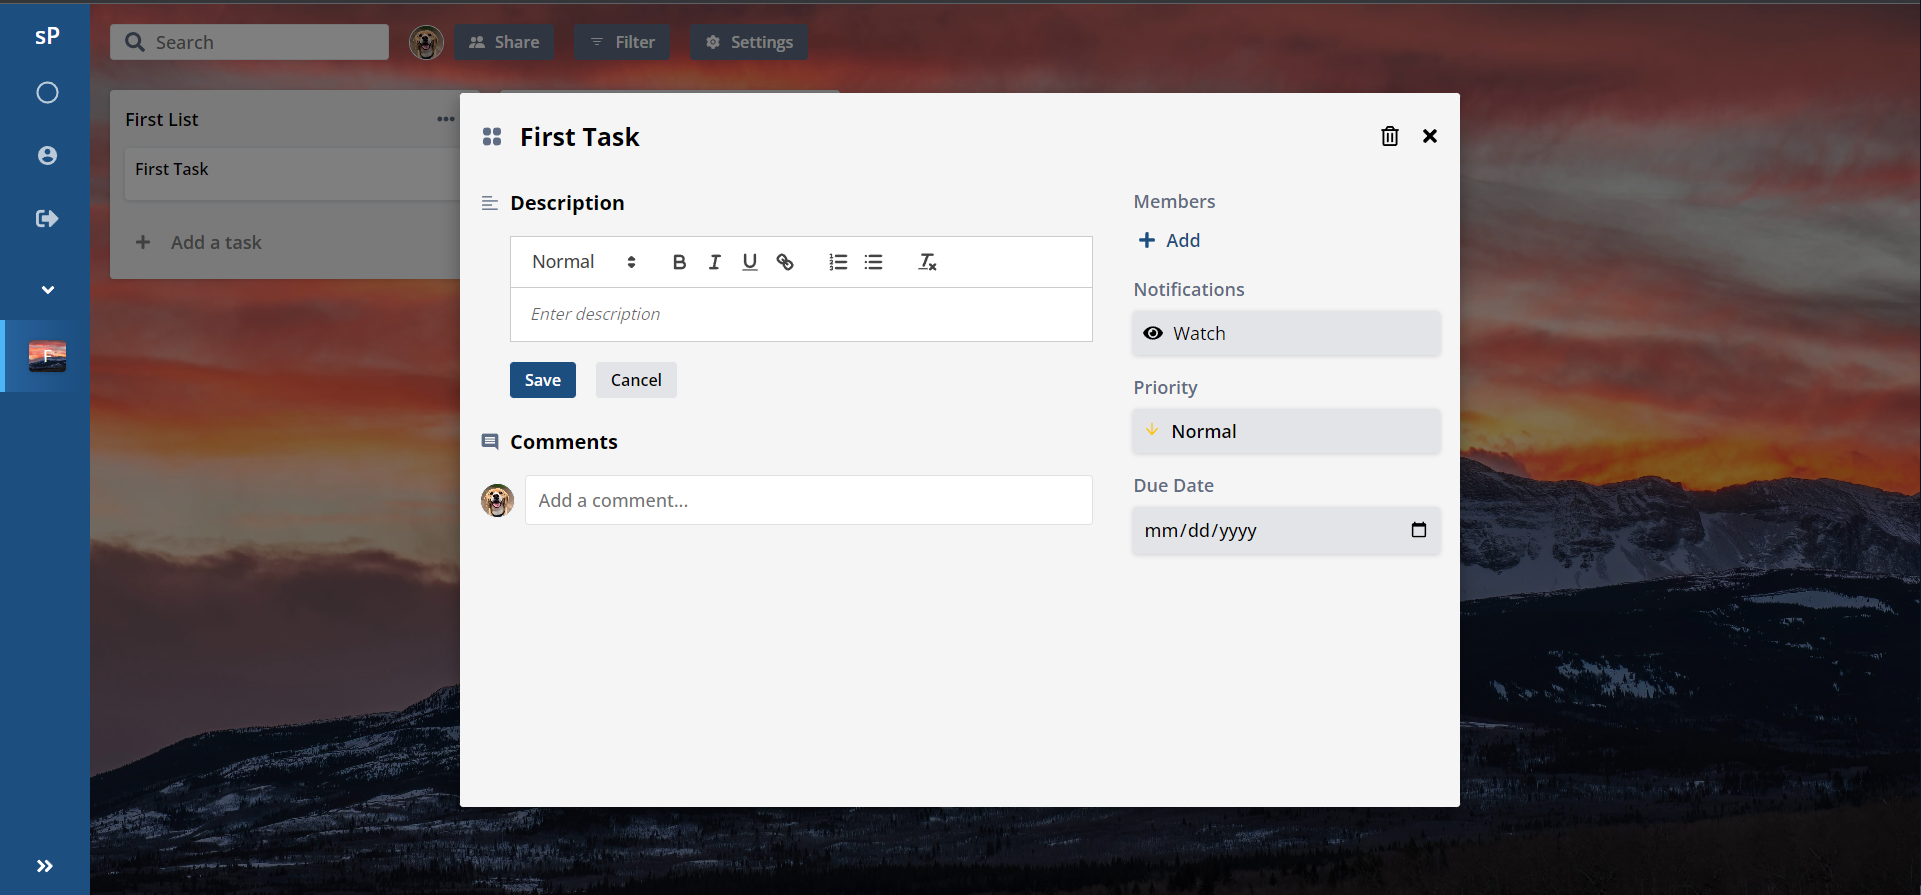 sP
Search
Share
Filter
Settings
First List
First Task
Add a task
F
First Task
Description
Normal
B I U
Enter description
Save
Cancel
Comments
Add a comment...
Members
Add
Notifications
Watch
Priority
Normal
Due Date
mm/dd/yyyy